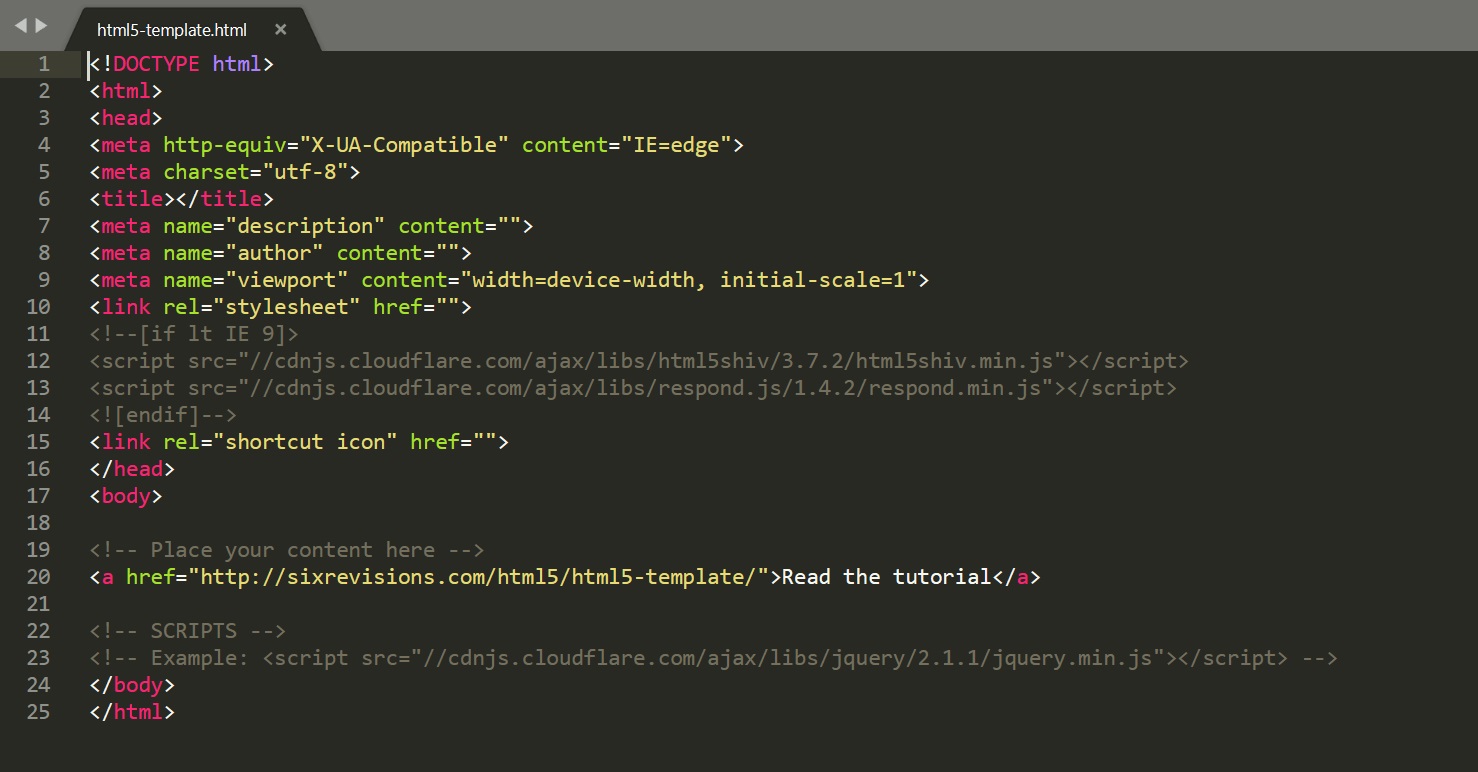 html5-template.html ×
1 <!DOCTYPE html>
2 <html>
3 <head>
4 <meta http-equiv="X-UA-Compatible" content="IE=edge">
5 <meta charset="utf-8">
6 <title></title>
7 <meta name="description" content="">
8 <meta name="author" content="">
9 <meta name="viewport" content="width=device-width, initial-scale=1">
10 <link rel="stylesheet" href="">
11 <!--[if lt IE 9]>
12 <script src="//cdnjs.cloudflare.com/ajax/libs/html5shiv/3.7.2/html5shiv.min.js"></script>
13 <script src="//cdnjs.cloudflare.com/ajax/libs/respond.js/1.4.2/respond.min.js"></script>
14 <![endif]-->
15 <link rel="shortcut icon" href="">
16 </head>
17 <body>
18
19 <!-- Place your content here -->
20 <a href="http://sixrevisions.com/html5/html5-template/">Read the tutorial</a>
21
22 <!-- SCRIPTS -->
23 <!-- Example: <script src="//cdnjs.cloudflare.com/ajax/libs/jquery/2.1.1/jquery.min.js"></script> -->
24 </body>
25 </html>